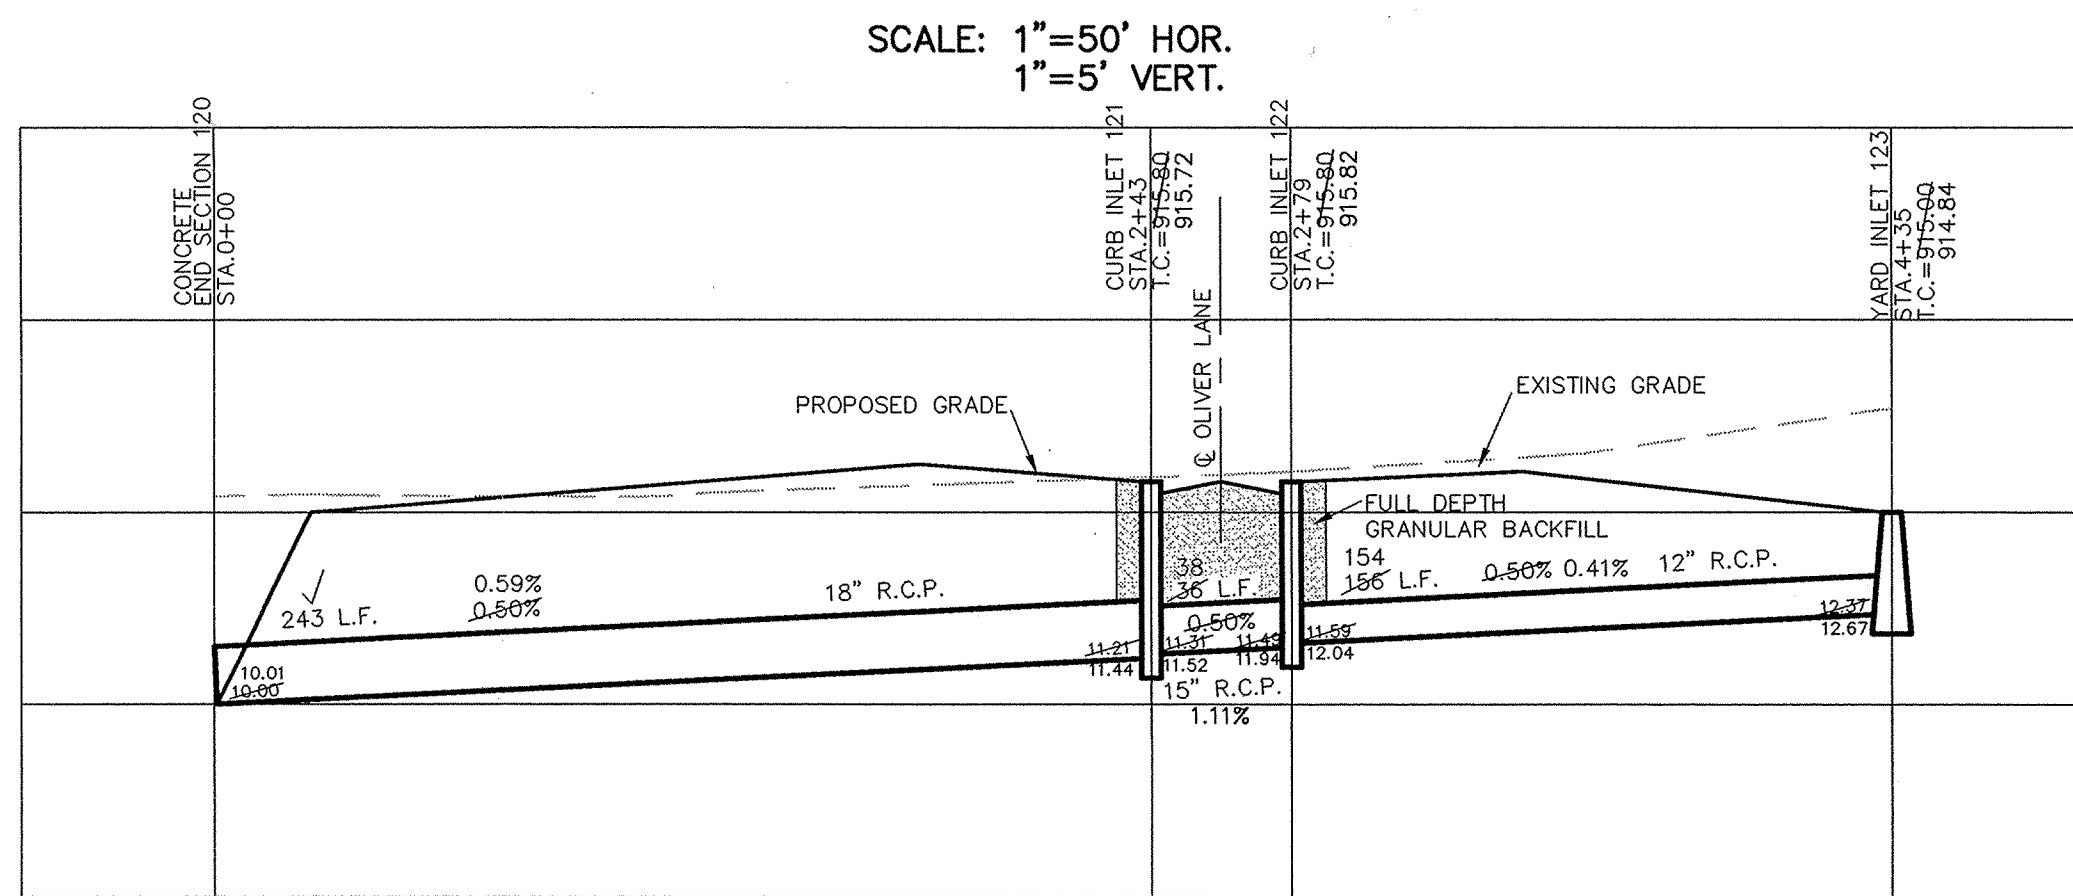 SCALE: 1"=50' HOR.
1"=5' VERT.
CONCRETE
END SECTION 120
STA.0+00
CURB INLET 121
STA.2+43
T.C.=915.80
915.72
CURB INLET 122
STA.2+79
T.C.=915.80
915.82
YARD INLET 123
STA.4+35
T.C.=915.00
914.84
℄ OLIVER LANE
PROPOSED GRADE
EXISTING GRADE
FULL DEPTH
GRANULAR BACKFILL
243 L.F.
0.59%
0.50%
18" R.C.P.
38
36 L.F.
0.50%
154
156 L.F.
0.50% 0.41%
12" R.C.P.
10.01
10.00
11.21
11.44
11.31
11.52
11.49
11.94
11.59
12.04
12.37
12.67
15" R.C.P.
1.11%